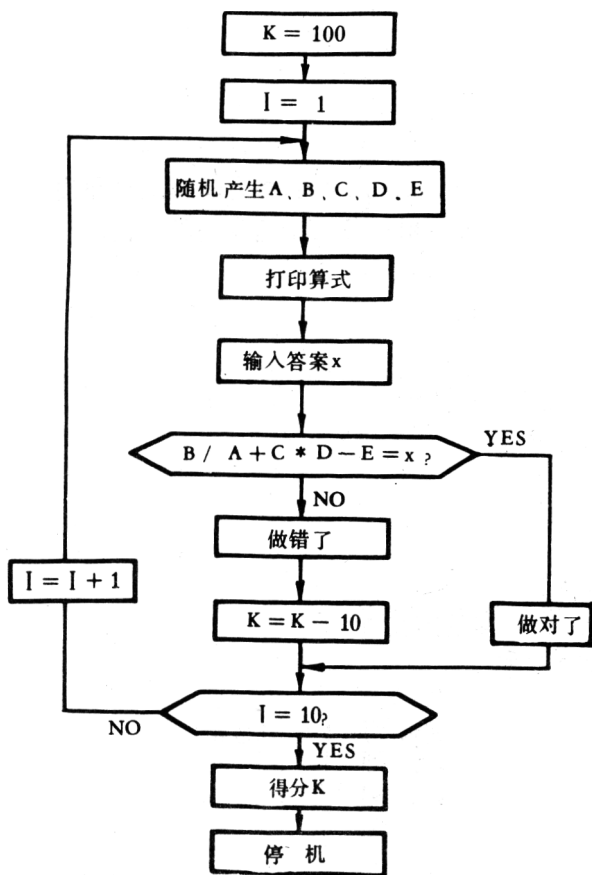 K = 100
I = 1
随机产生A、B、C、D.E
打印算式
输入答案x
B / A + C * D - E = x ?
YES
NO
做错了
I = I + 1
K = K - 10
做对了
I = 10?
NO
YES
得分K
停 机